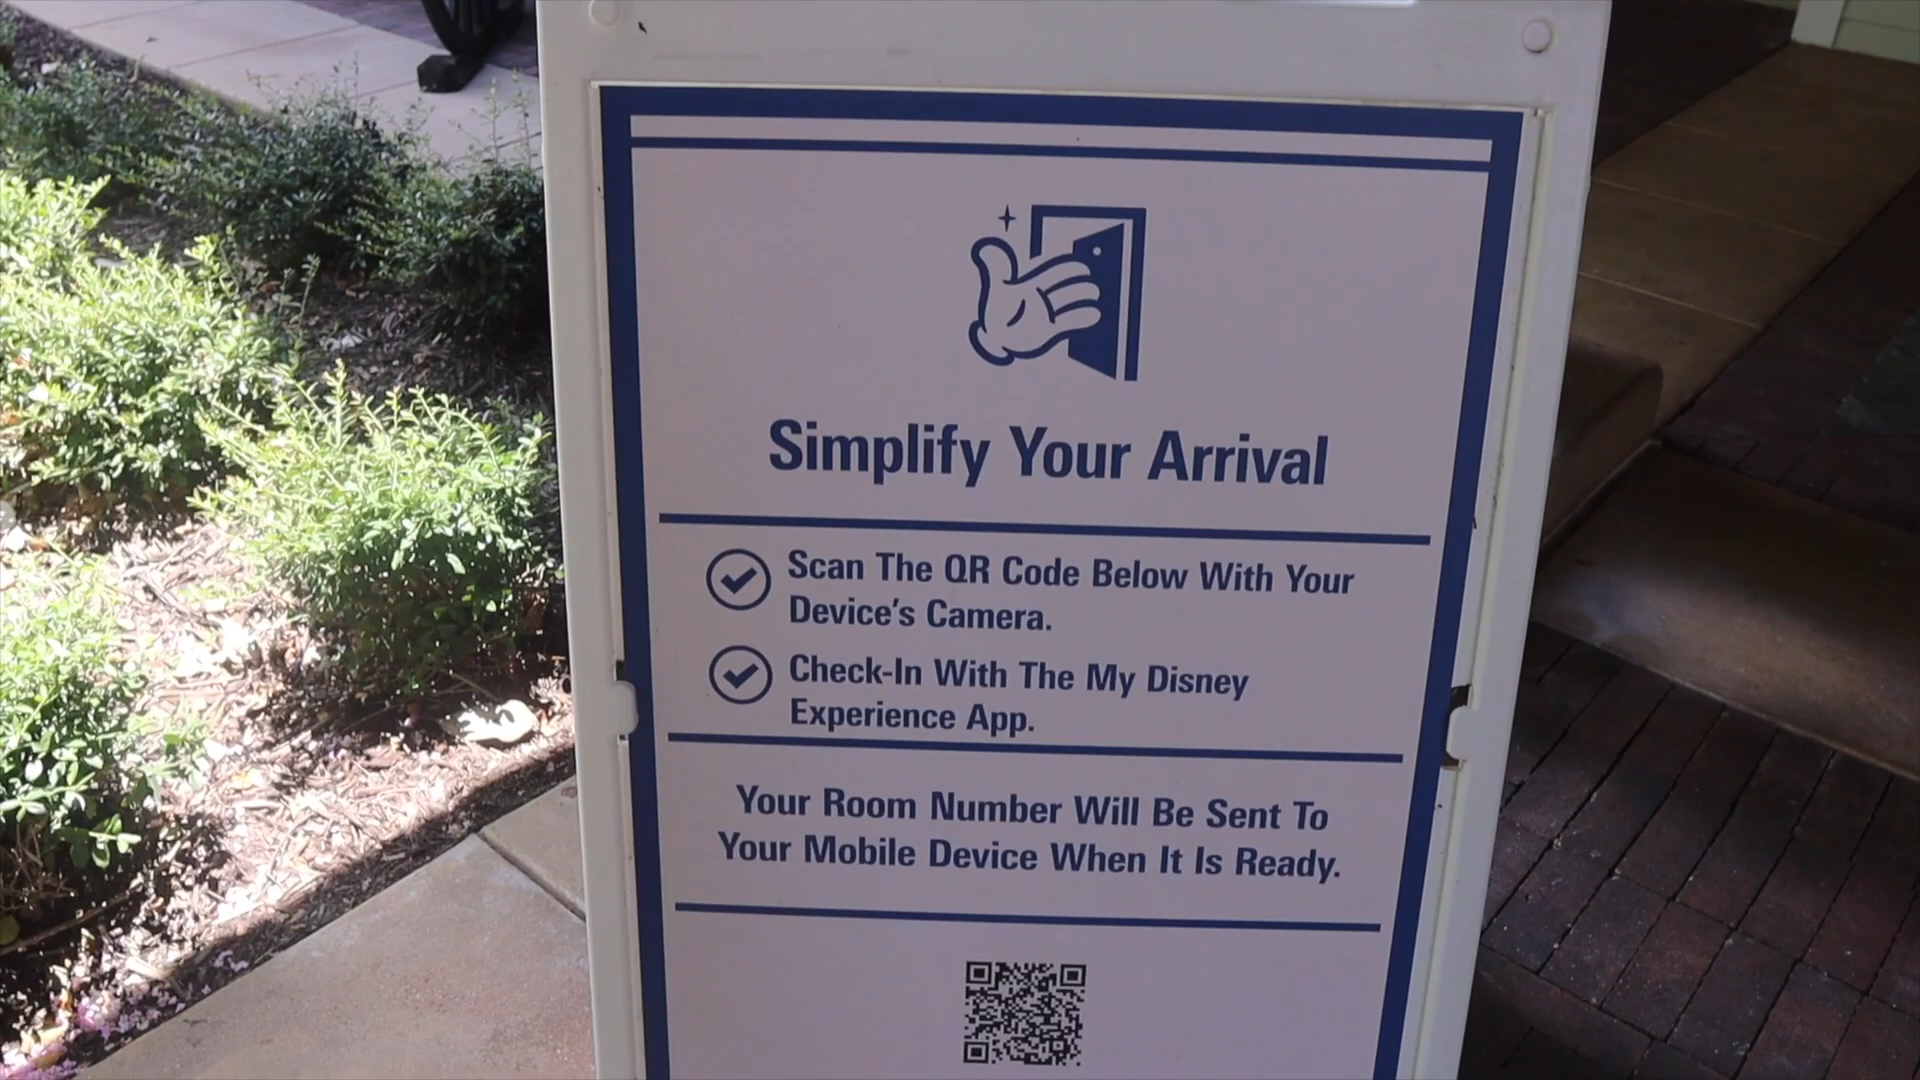 Simplify Your Arrival
Scan The QR Code Below With Your
Device's Camera.
Check-In With The My Disney
Experience App.
Your Room Number Will Be Sent To
Your Mobile Device When It Is Ready.